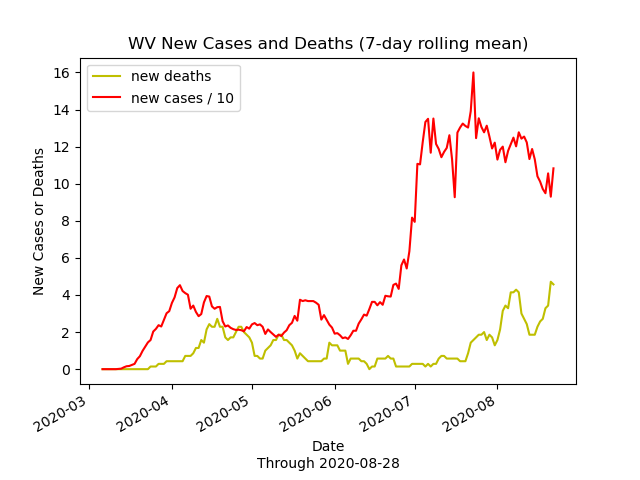 WV New Cases and Deaths (7-day rolling mean)
new deaths
new cases / 10
New Cases or Deaths
16
14
12
10
8
6
4
2
0
2020-03
2020-04
2020-05
2020-06
2020-07
2020-08
Date
Through 2020-08-28